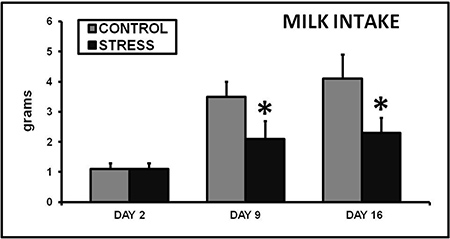 MILK INTAKE
CONTROL
STRESS
grams
6
5
4
3
2
1
0
*
*
DAY 2
DAY 9
DAY 16